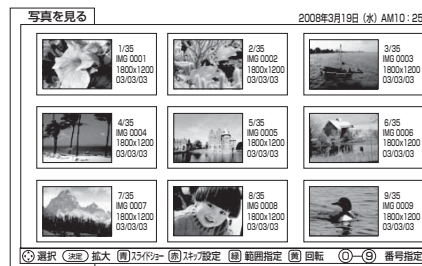 写真を見る 2008年3月19日（水）AM10：25
1/35
IMG 0001
1800x1200
03/03/03
2/35
IMG 0002
1800x1200
03/03/03
3/35
IMG 0003
1800x1200
03/03/03
4/35
IMG 0004
1800x1200
03/03/03
5/35
IMG 0005
1800x1200
03/03/03
6/35
IMG 0006
1800x1200
03/03/03
7/35
IMG 0007
1800x1200
03/03/03
8/35
IMG 0008
1800x1200
03/03/03
9/35
IMG 0009
1800x1200
03/03/03
選択 決定 拡大 青 スライドショー 赤 スキップ設定 緑 範囲指定 黄 回転 0―9 番号指定